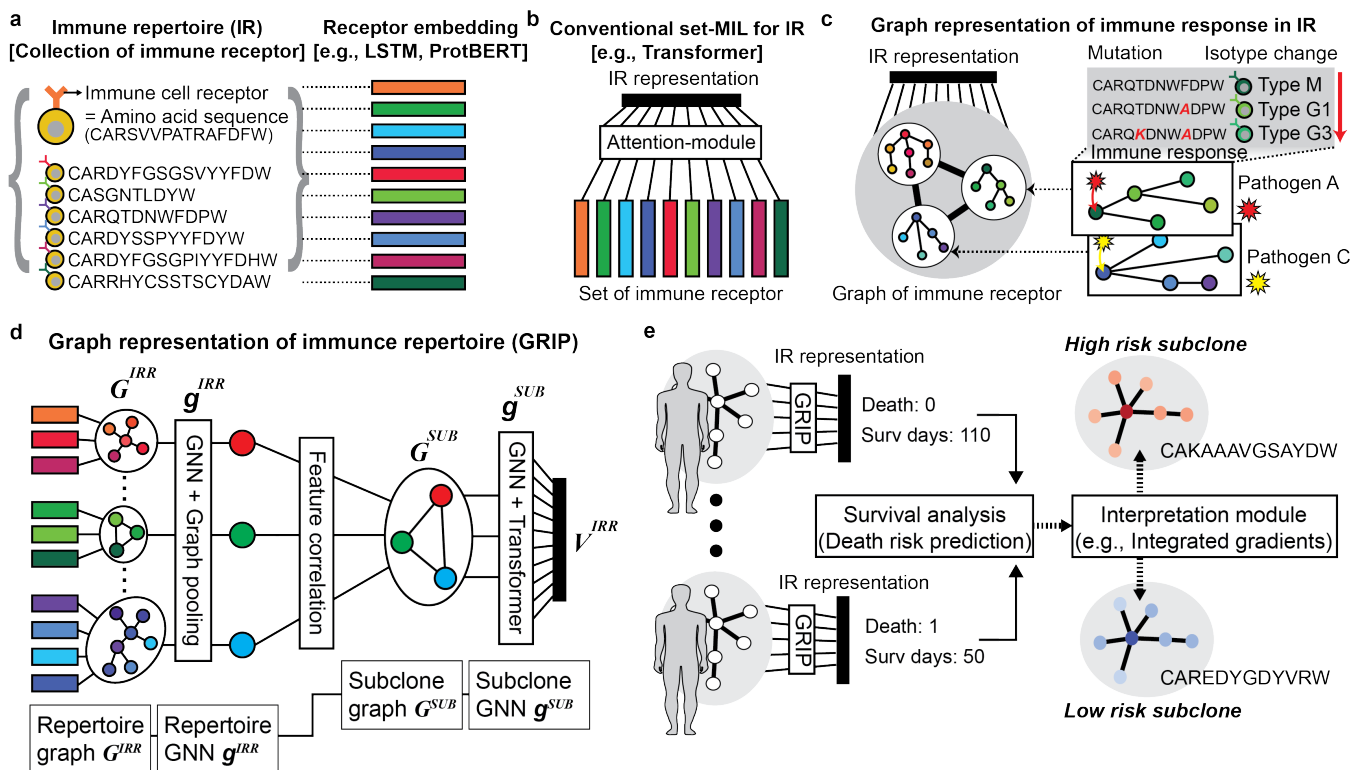 a
Immune repertoire (IR)
[Collection of immune receptor]
Receptor embedding
[e.g., LSTM, ProtBERT]
Immune cell receptor
= Amino acid sequence
(CARSVVPATRAFDFW)
CARDYFGSGSVYYFDW
CASGNTLDYW
CARQTDNWFDPW
CARDYSSPYYFDYW
CARDYFGSGPIYYFDHW
CARRHYCSSTSCYDAW
b
Conventional set-MIL for IR
[e.g., Transformer]
IR representation
Attention-module
Set of immune receptor
c
Graph representation of immune response in IR
IR representation
Graph of immune receptor
Mutation
Isotype change
CARQTDNWFDPW
Type M
CARQTDNWADPW
Type G1
CARQKDNWADPW
Type G3
Immune response
Pathogen A
Pathogen C
d
Graph representation of immunce repertoire (GRIP)
G^IRR
g^IRR
GNN + Graph pooling
Feature correlation
G^SUB
g^SUB
GNN + Transformer
V^IRR
Repertoire
graph G^IRR
Repertoire
GNN g^IRR
Subclone
graph G^SUB
Subclone
GNN g^SUB
e
IR representation
GRIP
Death: 0
Surv days: 110
IR representation
GRIP
Death: 1
Surv days: 50
Survival analysis
(Death risk prediction)
Interpretation module
(e.g., Integrated gradients)
High risk subclone
CAKAAAVGSAYDW
CAREDYGDYVRW
Low risk subclone